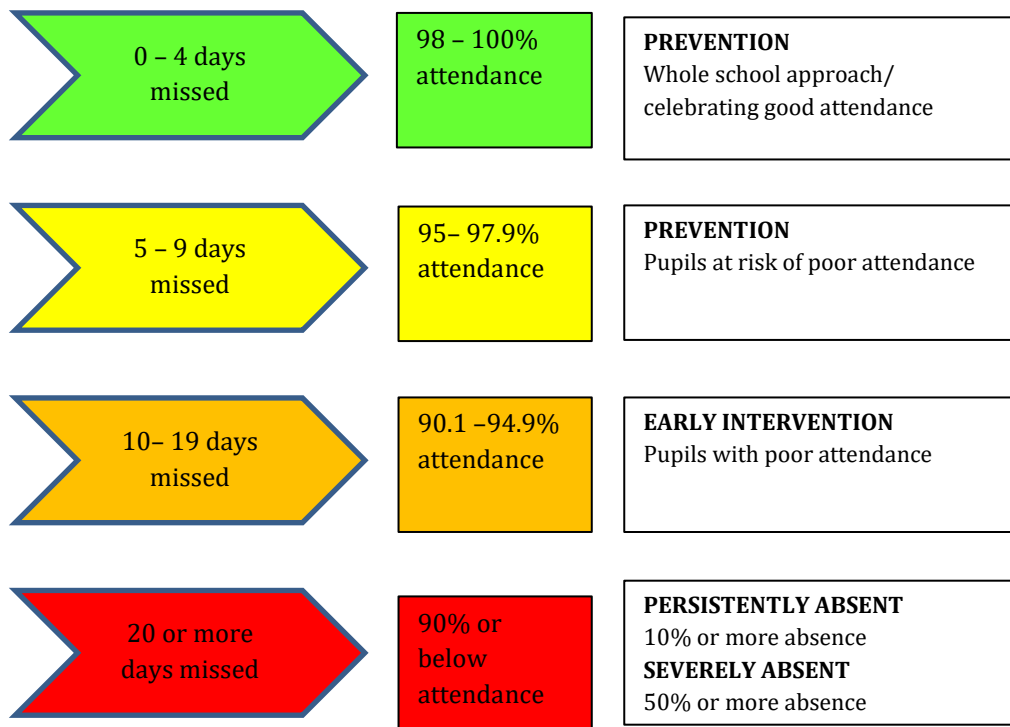 0 – 4 days
missed
98 – 100%
attendance
PREVENTION
Whole school approach/
celebrating good attendance
5 – 9 days
missed
95– 97.9%
attendance
PREVENTION
Pupils at risk of poor attendance
10– 19 days
missed
90.1 –94.9%
attendance
EARLY INTERVENTION
Pupils with poor attendance
20 or more
days missed
90% or
below
attendance
PERSISTENTLY ABSENT
10% or more absence
SEVERELY ABSENT
50% or more absence